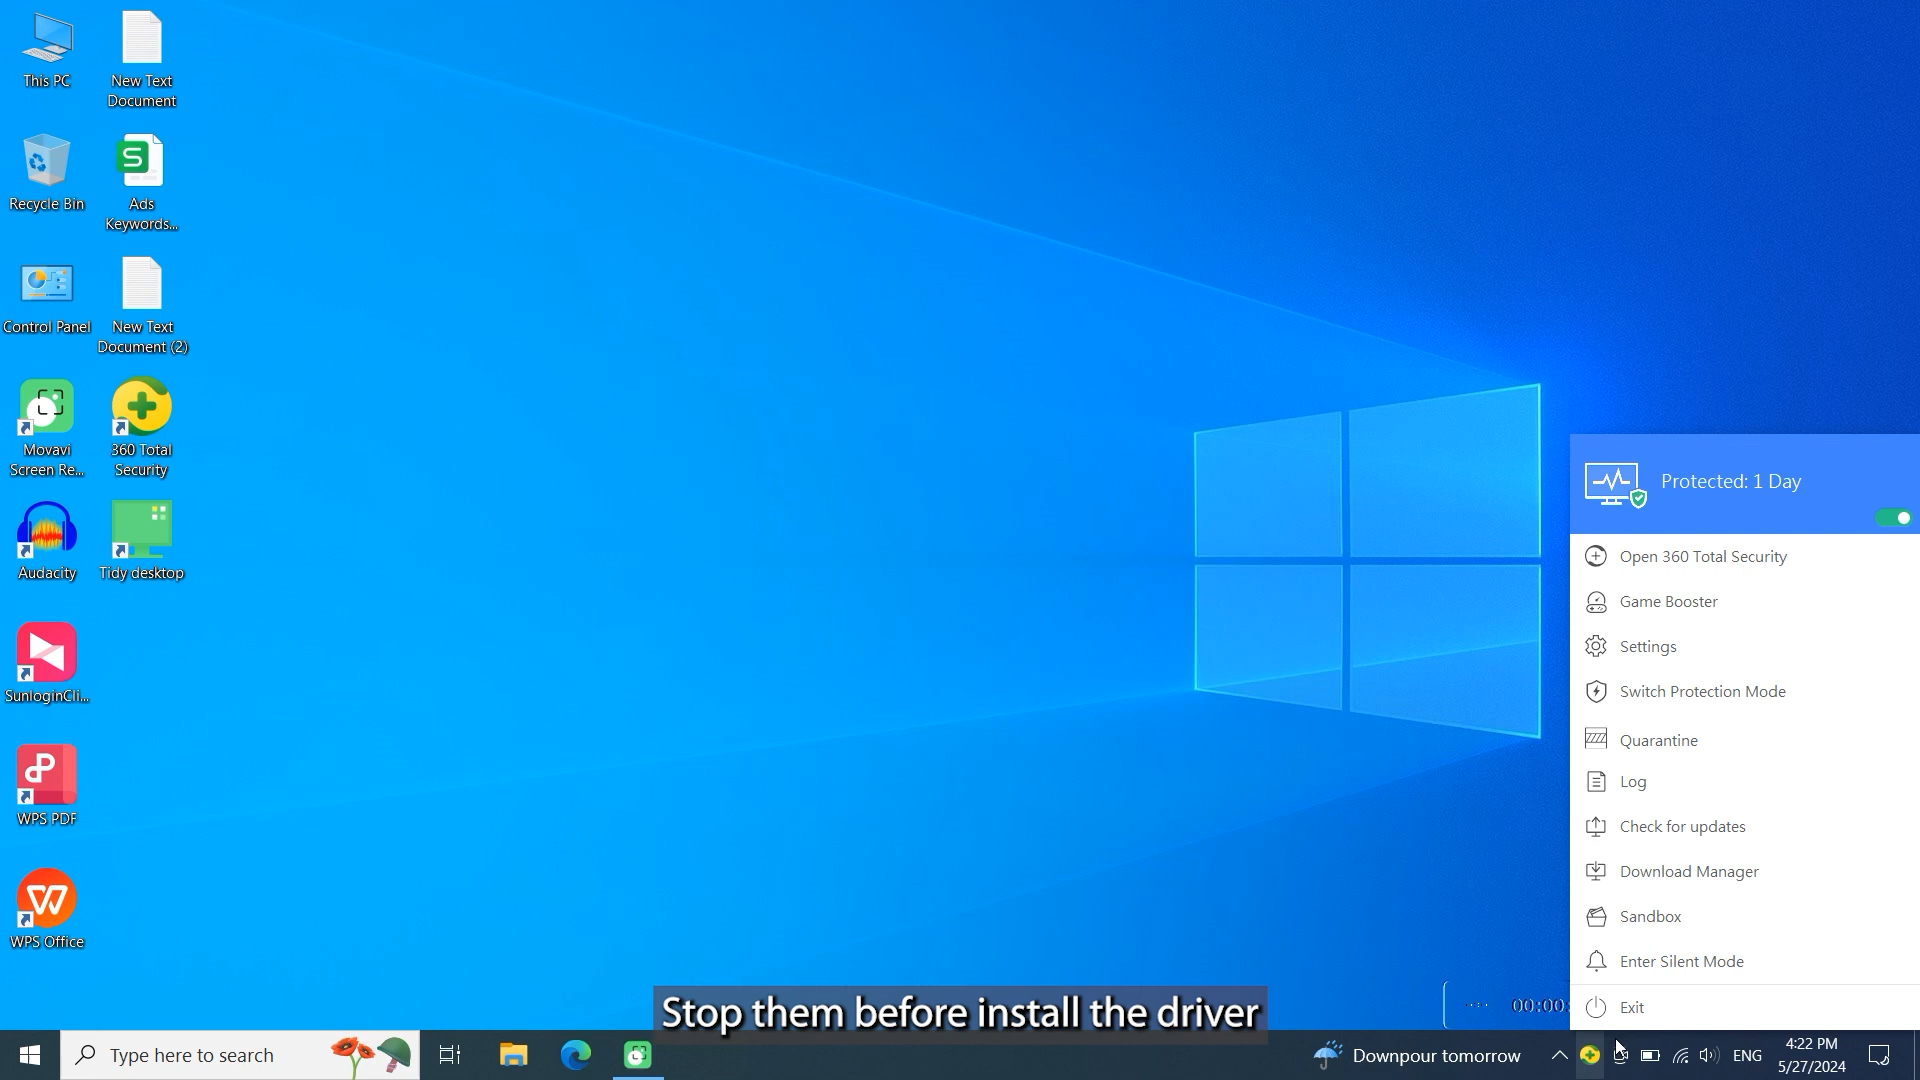 This PC
New Text
Document
Recycle Bin
Ads
Keywords...
Control Panel
New Text
Document (2)
Movavi
Screen Re...
360 Total
Security
Audacity
Tidy desktop
SunloginCli...
WPS PDF
WPS Office
Protected: 1 Day
Open 360 Total Security
Game Booster
Settings
Switch Protection Mode
Quarantine
Log
Check for updates
Download Manager
Sandbox
Enter Silent Mode
Exit
Stop them before install the driver
00:00:
Type here to search
Downpour tomorrow
ENG
4:22 PM
5/27/2024